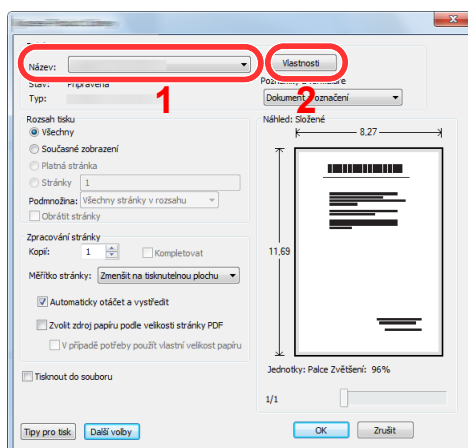 Název:
Vlastnosti
Stav: Připravena
Typ:
1
2
Dokument
Rozsah tisku
Všechny
Současné zobrazení
Platná stránka
Stránky 1
Podmnožina: Všechny stránky v rozsahu
Obrátit stránky
Zpracování stránky
Kopií: 1
Kompletovat
Měřítko stránky: Zmenšit na tisknutelnou plochu
Automaticky otáčet a vystředit
Zvolit zdroj papíru podle velikosti stránky PDF
V případě potřeby použít vlastní velikost papíru
Tisknout do souboru
Náhled: Složené
8,27
11,69
Jednotky: Palce Zvětšení: 96%
1/1
Tipy pro tisk
Další volby
OK
Zrušit